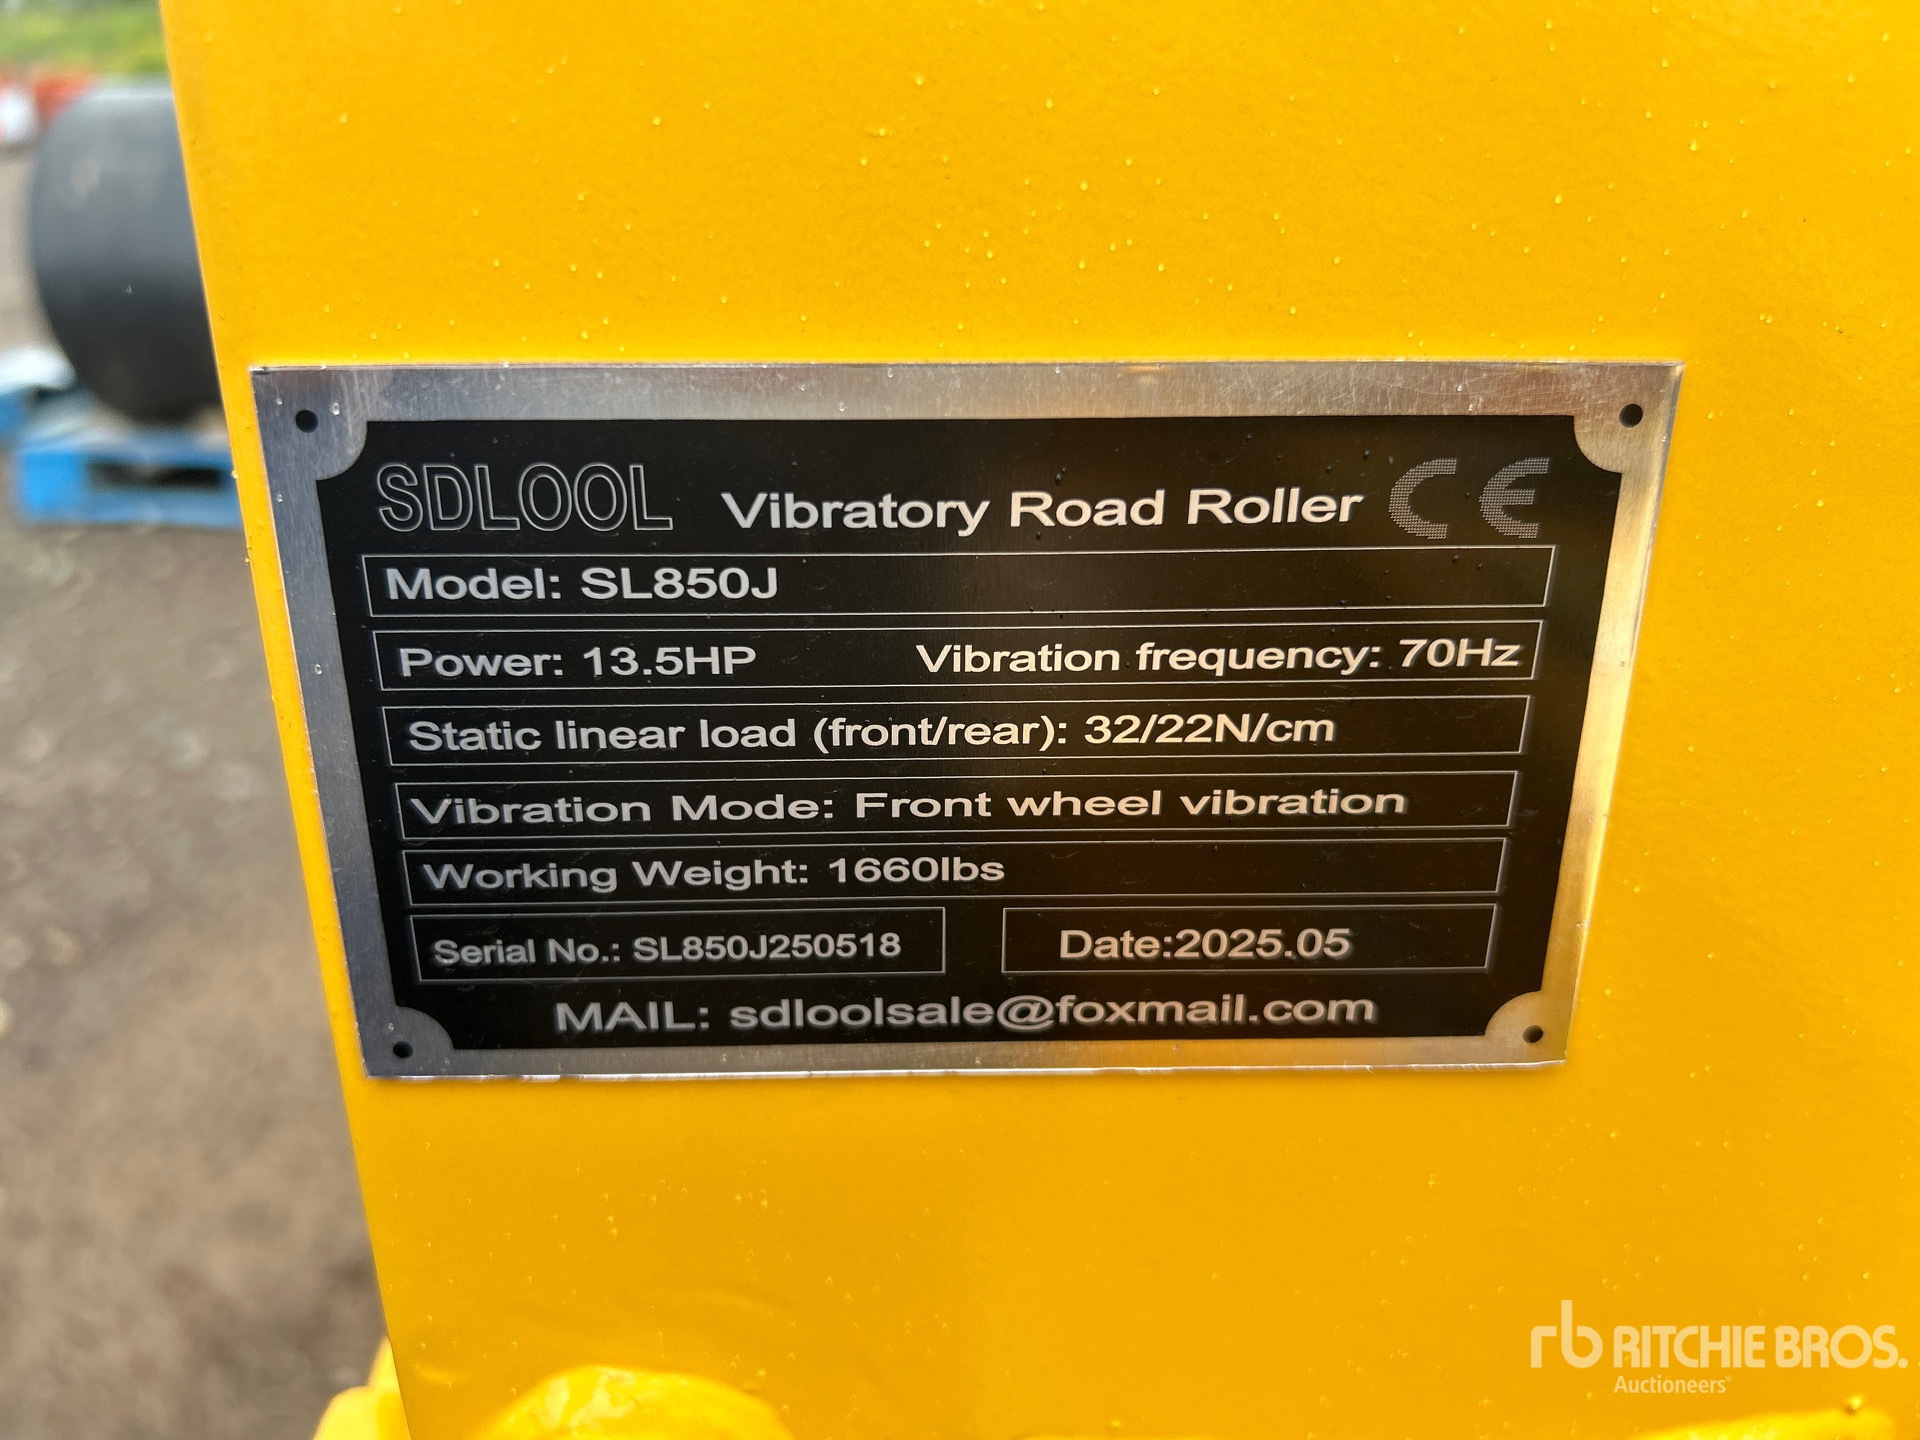 SDLOOL Vibratory Road Roller CE
Model: SL850J
Power: 13.5HP Vibration frequency: 70Hz
Static linear load (front/rear): 32/22N/cm
Vibration Mode: Front wheel vibration
Working Weight: 1660lbs
Serial No.: SL850J250518 Date:2025.05
MAIL: sdloolsale@foxmail.com
rb RITCHIE BROS.
Auctioneers